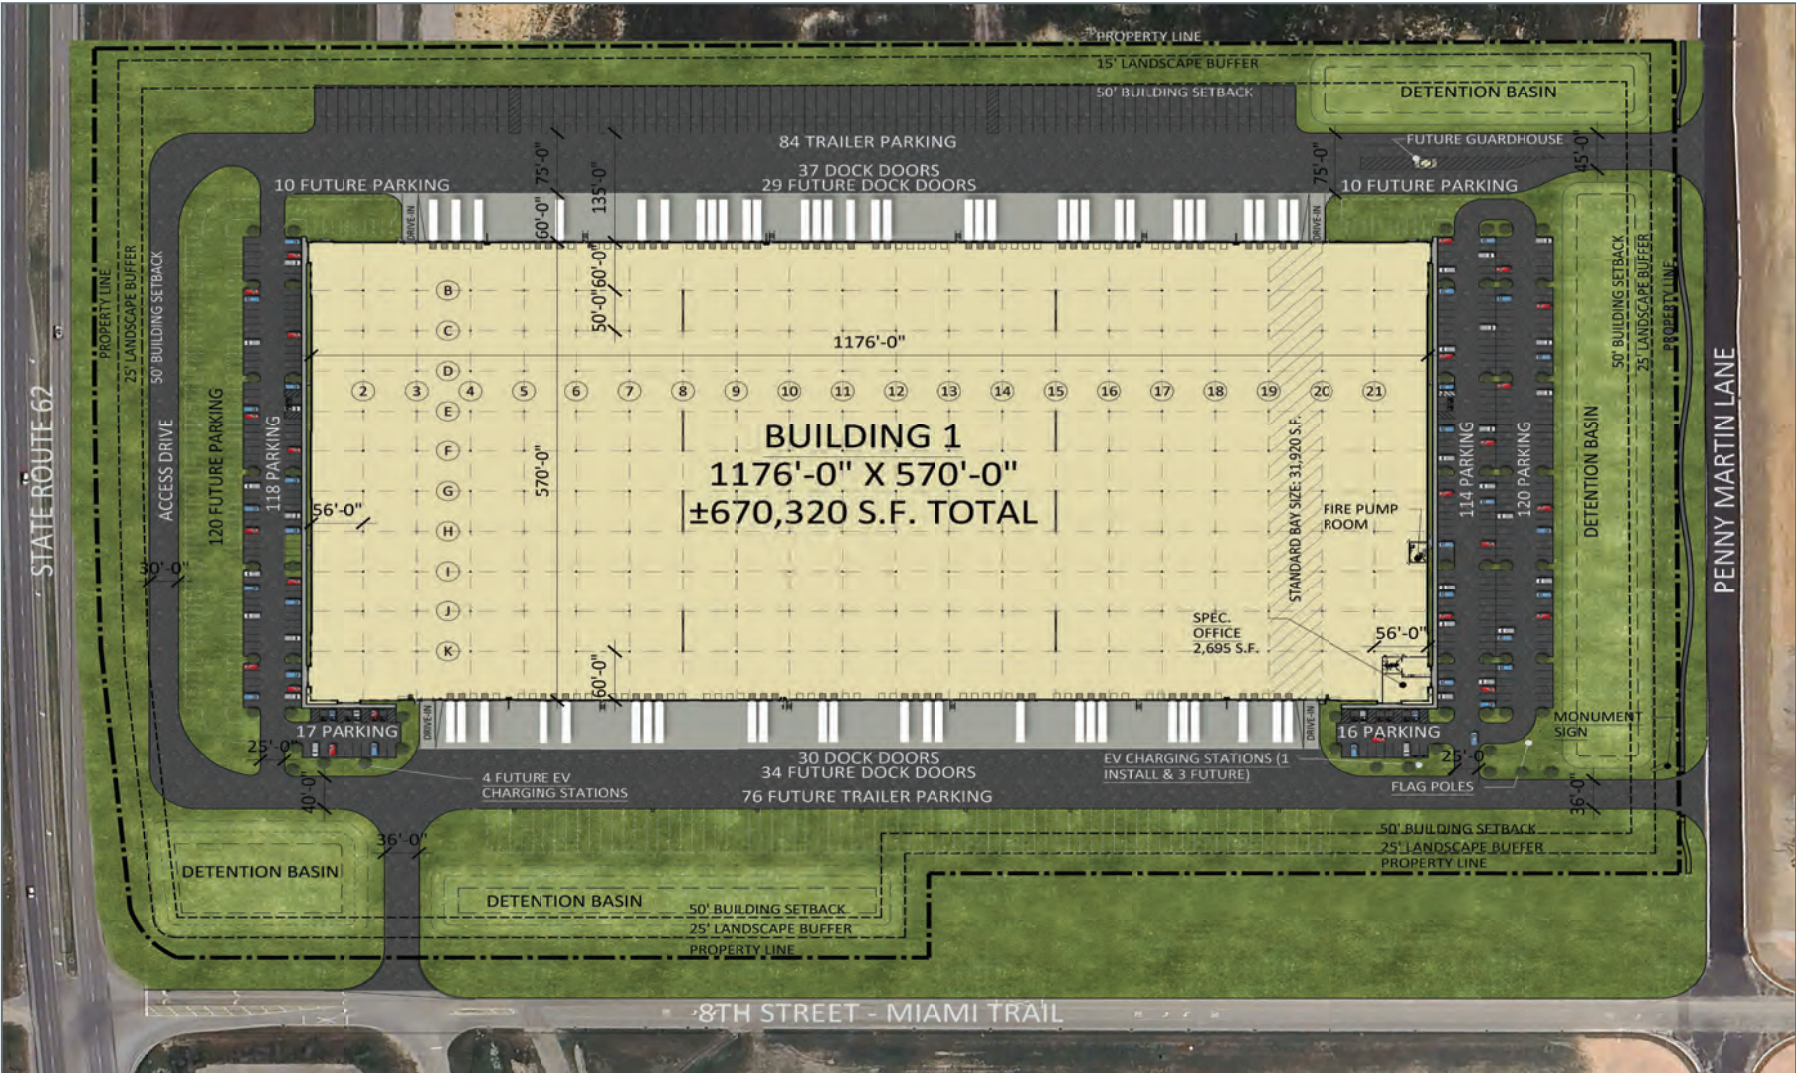 PROPERTY LINE
15' LANDSCAPE BUFFER
50' BUILDING SETBACK
DETENTION BASIN
84 TRAILER PARKING
FUTURE GUARDHOUSE
75'-0"
135'-0"
75'-0"
45'-0"
37 DOCK DOORS
29 FUTURE DOCK DOORS
10 FUTURE PARKING
10 FUTURE PARKING
DRIVE-IN
60'-0"
DRIVE-IN
60'-0"
50'-0"
B
C
D
E
F
G
H
I
J
K
1176'-0"
2
3
4
5
6
7
8
9
10
11
12
13
14
15
16
17
18
19
20
21
BUILDING 1
1176'-0" X 570'-0"
±670,320 S.F. TOTAL
570'-0"
56'-0"
STANDARD BAY SIZE: 31,920 S.F.
FIRE PUMP
ROOM
SPEC.
OFFICE
2,695 S.F.
56'-0"
60'-0"
STATE ROUTE 62
PROPERTY LINE
25' LANDSCAPE BUFFER
50' BUILDING SETBACK
ACCESS DRIVE
120 FUTURE PARKING
118 PARKING
30'-0"
114 PARKING
120 PARKING
DETENTION BASIN
50' BUILDING SETBACK
25' LANDSCAPE BUFFER
PROPERTY LINE
PENNY MARTIN LANE
MONUMENT
SIGN
17 PARKING
DRIVE-IN
DRIVE-IN
16 PARKING
25'-0"
40'-0"
4 FUTURE EV
CHARGING STATIONS
30 DOCK DOORS
34 FUTURE DOCK DOORS
76 FUTURE TRAILER PARKING
EV CHARGING STATIONS (1
INSTALL & 3 FUTURE)
25'-0
FLAG POLES
36'-0"
36'-0"
50' BUILDING SETBACK
25' LANDSCAPE BUFFER
PROPERTY LINE
DETENTION BASIN
DETENTION BASIN
50' BUILDING SETBACK
25' LANDSCAPE BUFFER
PROPERTY LINE
8TH STREET - MIAMI TRAIL